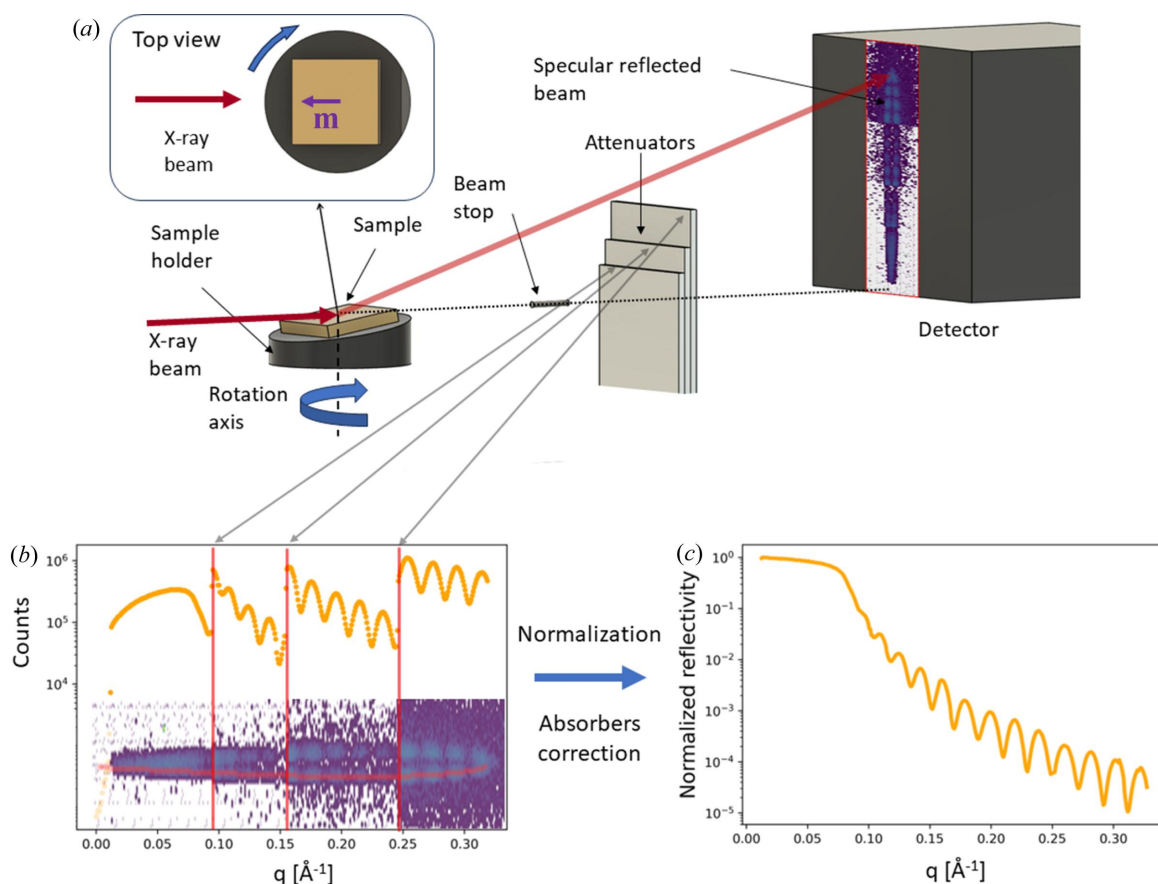 (a)
Top view
X-ray
beam
m
Specular reflected
beam
Attenuators
Beam
stop
Sample
Sample
holder
X-ray
beam
Rotation
axis
Detector
(b)
Counts
10⁶
10⁵
10⁴
0.00 0.05 0.10 0.15 0.20 0.25 0.30
q [Å⁻¹]
Normalization
Absorbers
correction
(c)
Normalized reflectivity
10⁰
10⁻¹
10⁻²
10⁻³
10⁻⁴
10⁻⁵
0.00 0.05 0.10 0.15 0.20 0.25 0.30
q [Å⁻¹]